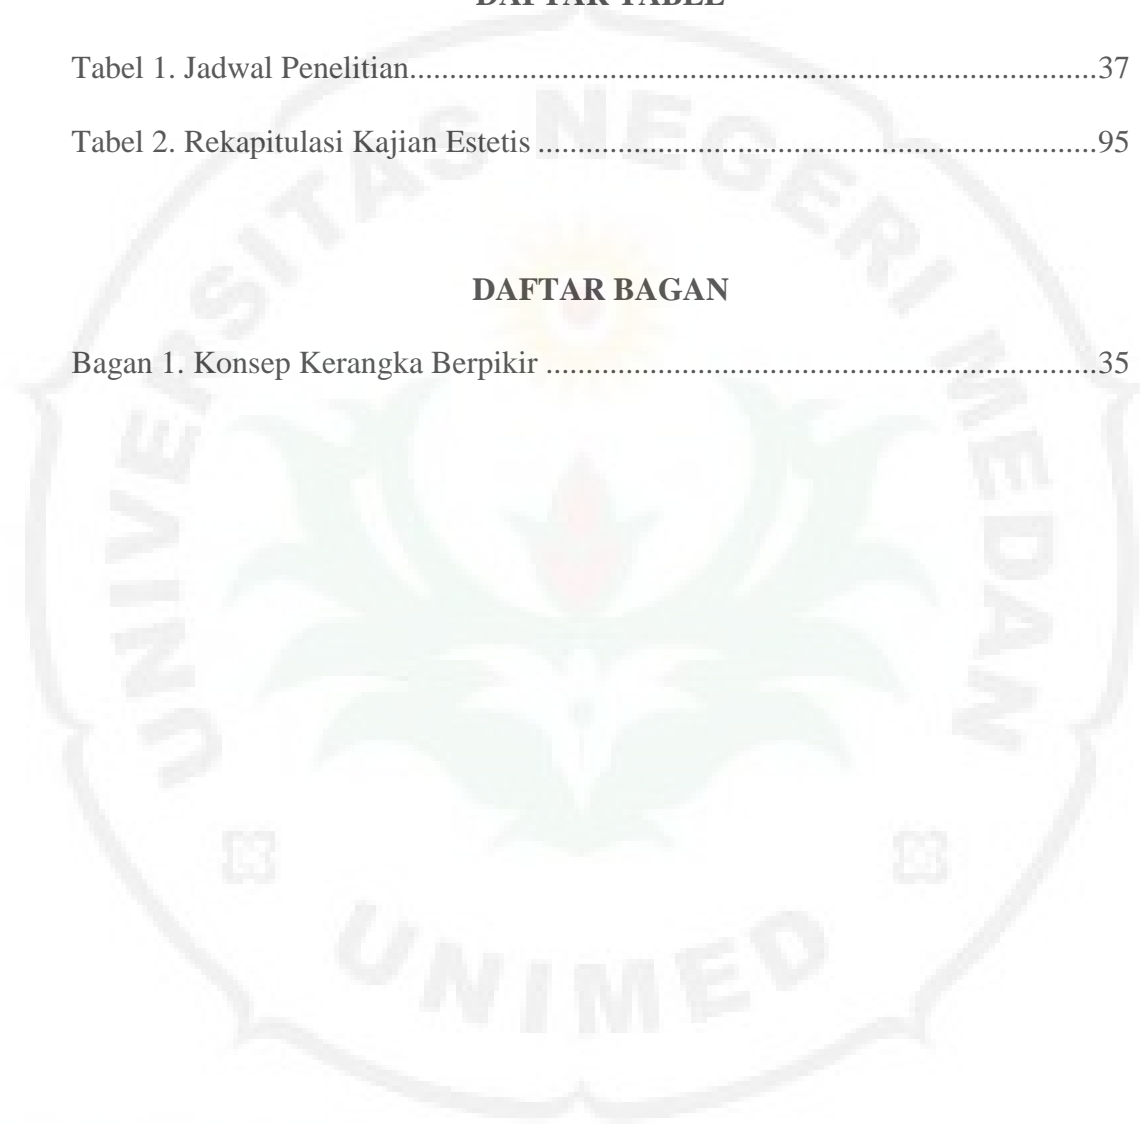 DAFTAR TABEL
Tabel 1. Jadwal Penelitian.....................................................................................37
Tabel 2. Rekapitulasi Kajian Estetis .....................................................................95
DAFTAR BAGAN
Bagan 1. Konsep Kerangka Berpikir ....................................................................35
UNIVERSITAS NEGERI MEDAN
UNIMED